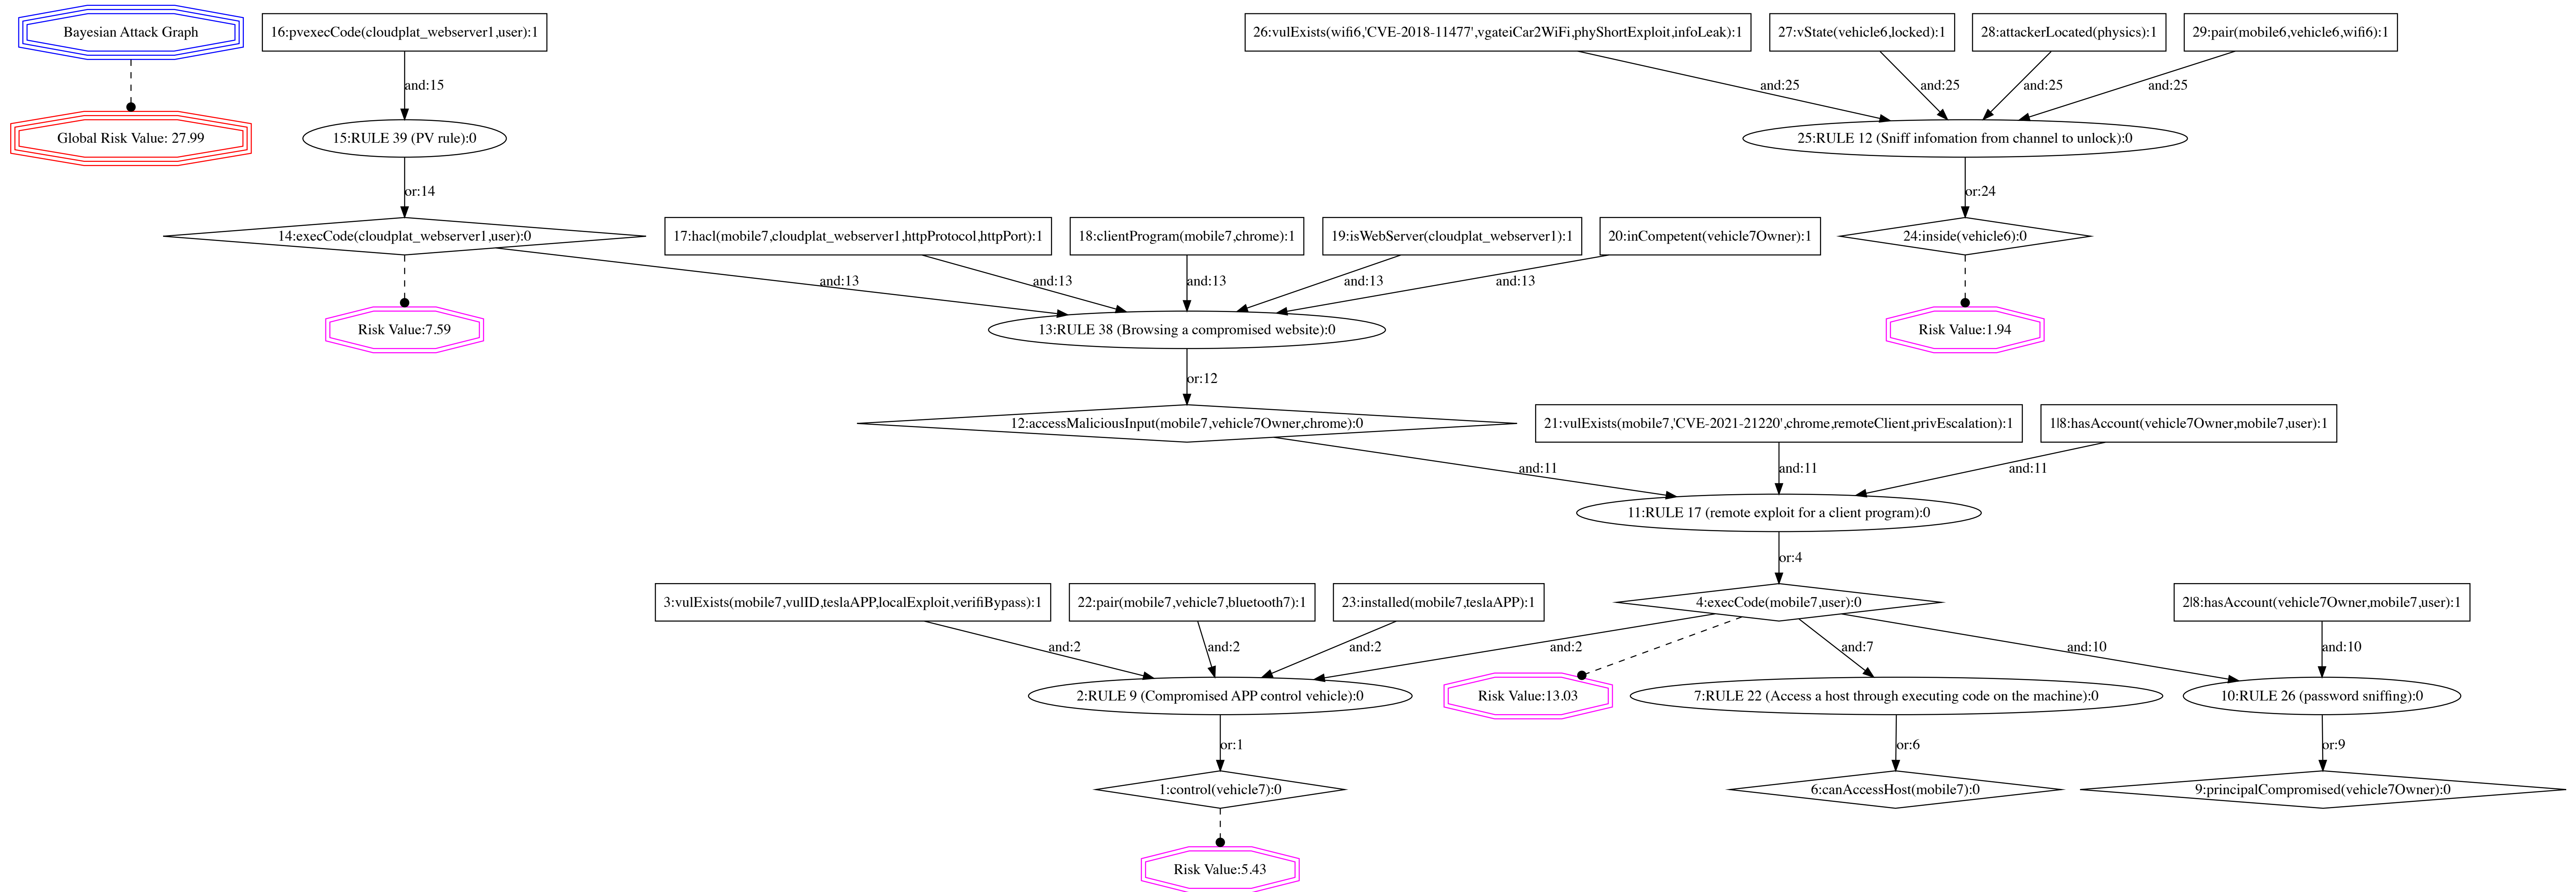 Bayesian Attack Graph
16:pvexecCode(cloudplat_webserver1,user):1
26:vulExists(wifi6,'CVE-2018-11477',vgateiCar2WiFi,phyShortExploit,infoLeak):1
27:vState(vehicle6,locked):1
28:attackerLocated(physics):1
29:pair(mobile6,vehicle6,wifi6):1
and:15
and:25
and:25
and:25
and:25
Global Risk Value: 27.99
15:RULE 39 (PV rule):0
25:RULE 12 (Sniff infomation from channel to unlock):0
or:14
or:24
14:execCode(cloudplat_webserver1,user):0
17:hacl(mobile7,cloudplat_webserver1,httpProtocol,httpPort):1
18:clientProgram(mobile7,chrome):1
19:isWebServer(cloudplat_webserver1):1
20:inCompetent(vehicle7Owner):1
24:inside(vehicle6):0
and:13
and:13
and:13
and:13
and:13
Risk Value:7.59
13:RULE 38 (Browsing a compromised website):0
Risk Value:1.94
or:12
12:accessMaliciousInput(mobile7,vehicle7Owner,chrome):0
21:vulExists(mobile7,'CVE-2021-21220',chrome,remoteClient,privEscalation):1
1|8:hasAccount(vehicle7Owner,mobile7,user):1
and:11
and:11
and:11
11:RULE 17 (remote exploit for a client program):0
or:4
3:vulExists(mobile7,vulID,teslaAPP,localExploit,verifiBypass):1
22:pair(mobile7,vehicle7,bluetooth7):1
23:installed(mobile7,teslaAPP):1
4:execCode(mobile7,user):0
2|8:hasAccount(vehicle7Owner,mobile7,user):1
and:2
and:2
and:2
and:2
and:7
and:10
and:10
2:RULE 9 (Compromised APP control vehicle):0
Risk Value:13.03
7:RULE 22 (Access a host through executing code on the machine):0
10:RULE 26 (password sniffing):0
or:1
or:6
or:9
1:control(vehicle7):0
6:canAccessHost(mobile7):0
9:principalCompromised(vehicle7Owner):0
Risk Value:5.43